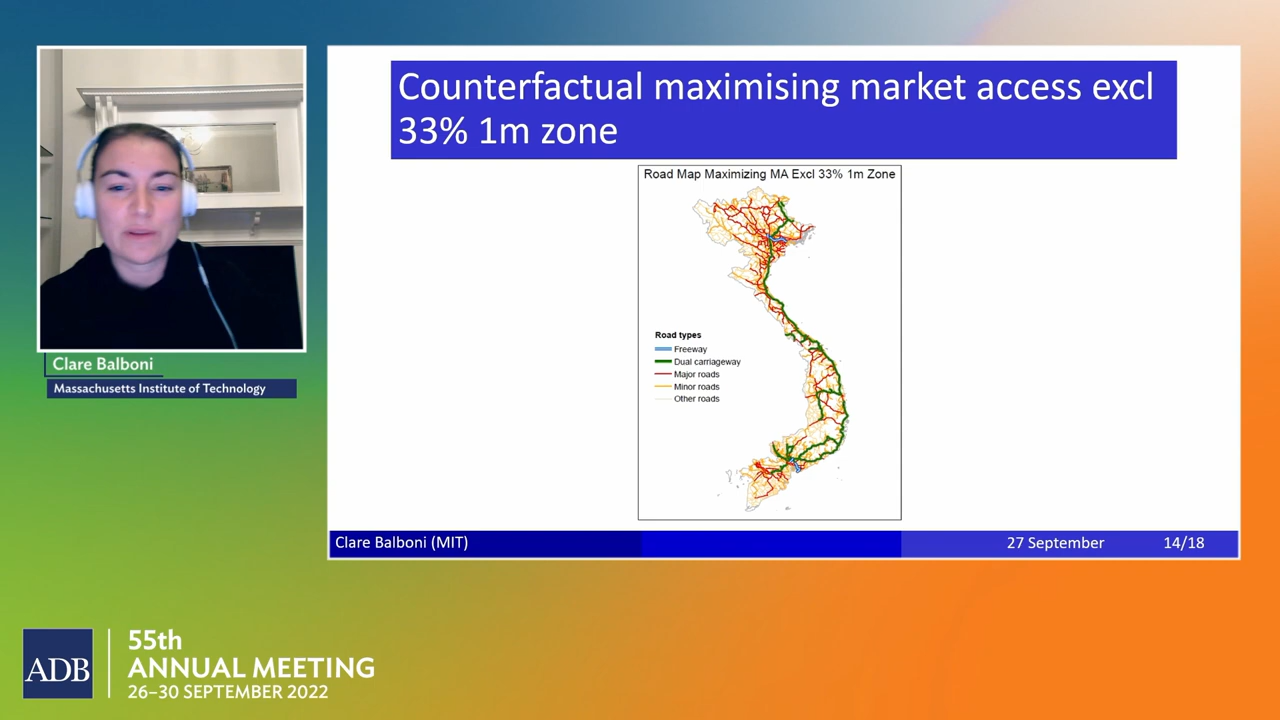 Counterfactual maximising market access excl
33% 1m zone
Road Map Maximizing MA Excl 33% 1m Zone
Road types
Freeway
Dual carriageway
Major roads
Minor roads
Other roads
Clare Balboni
Massachusetts Institute of Technology
Clare Balboni (MIT)
27 September
14/18
ADB
55th
ANNUAL MEETING
26–30 SEPTEMBER 2022